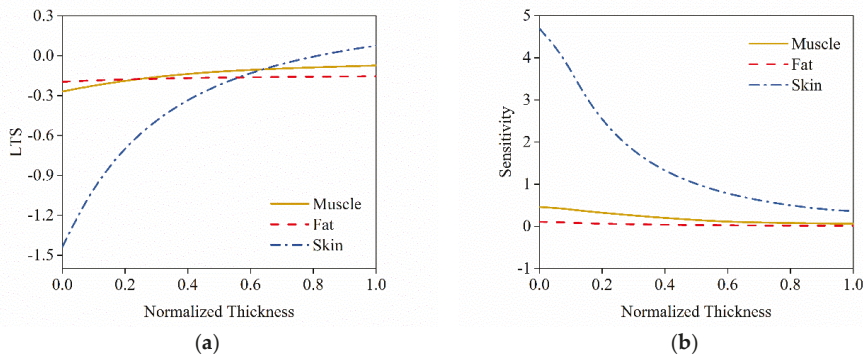 0.3
0.0
-0.3
-0.6
-0.9
-1.2
-1.5
LTS
Muscle
Fat
Skin
0.0 0.2 0.4 0.6 0.8 1.0
Normalized Thickness
(a)
5
4
3
2
1
0
-1
Sensitivity
Muscle
Fat
Skin
0.0 0.2 0.4 0.6 0.8 1.0
Normalized Thickness
(b)